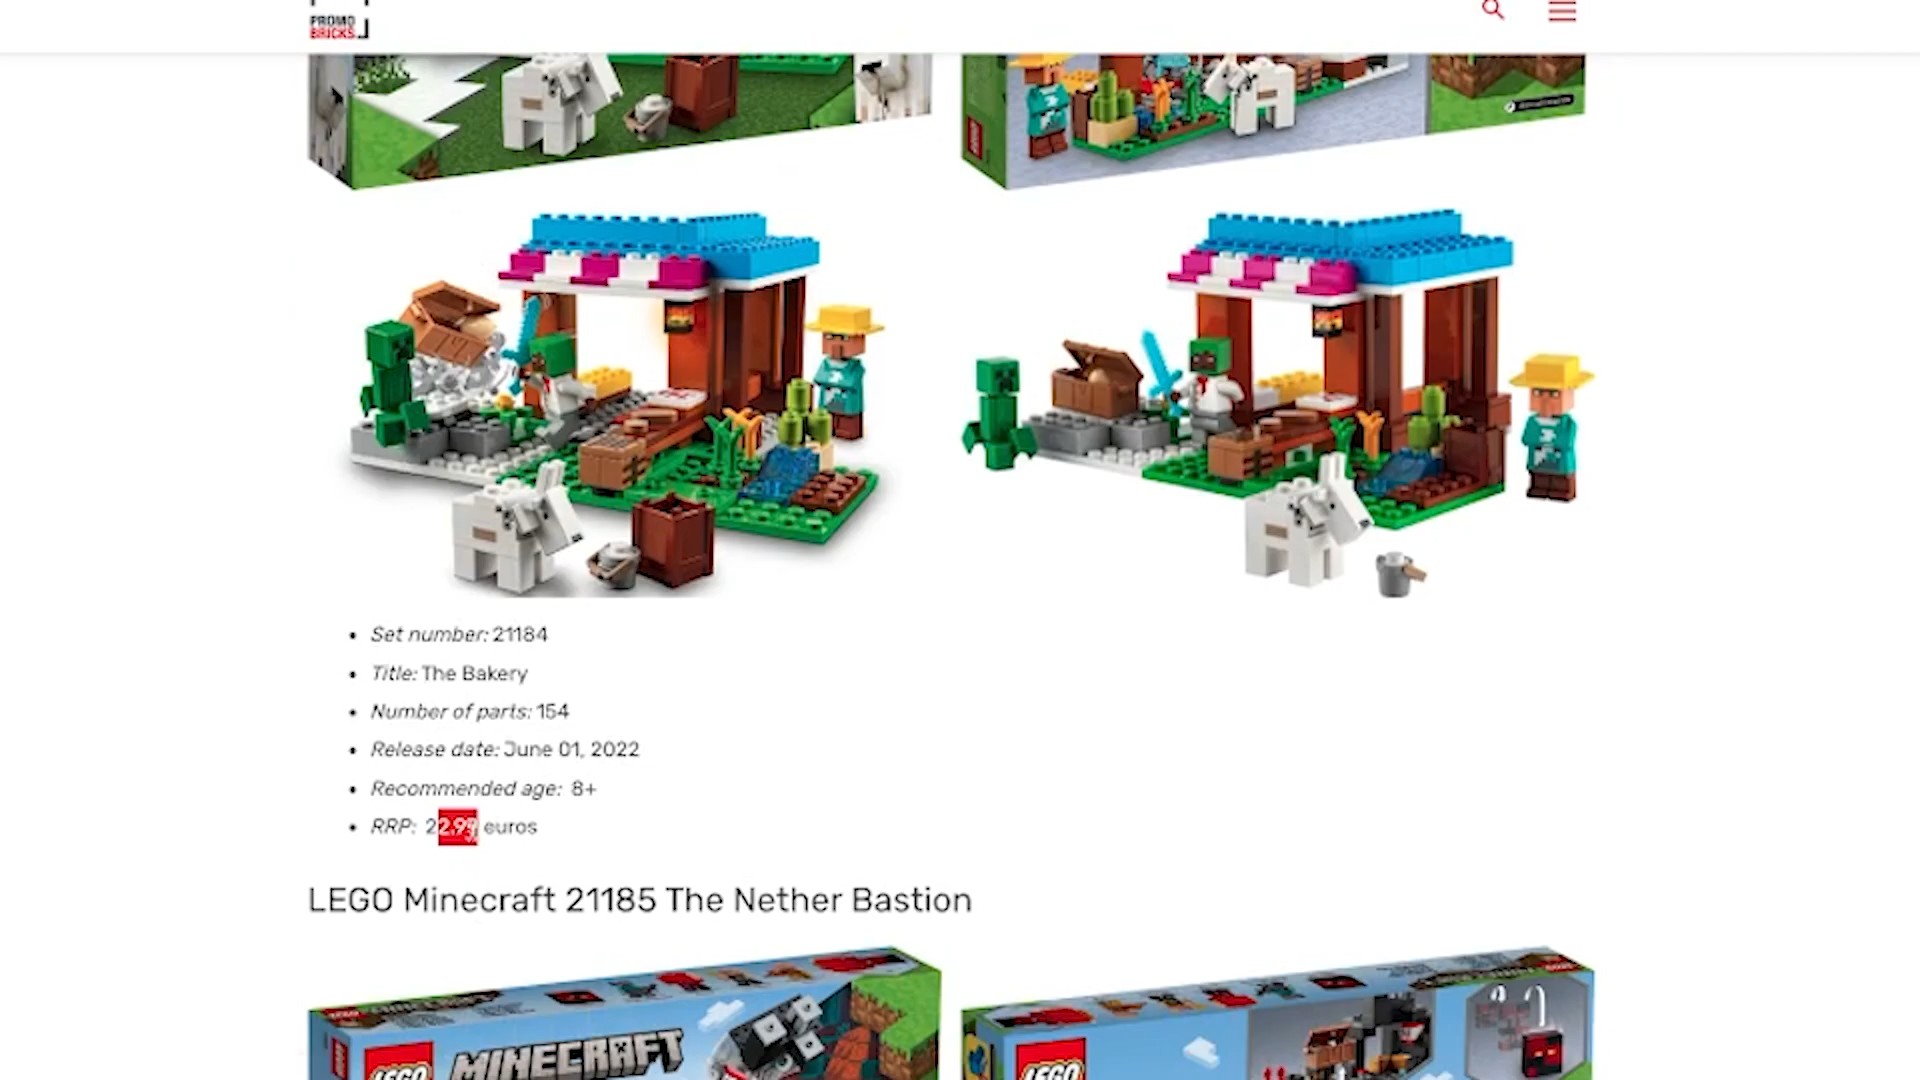 PROMO
BRICKS
Set number: 21184
Title: The Bakery
Number of parts: 154
Release date: June 01, 2022
Recommended age: 8+
RRP: 22.99 euros
LEGO Minecraft 21185 The Nether Bastion
LEGO
MINECRAFT
LEGO